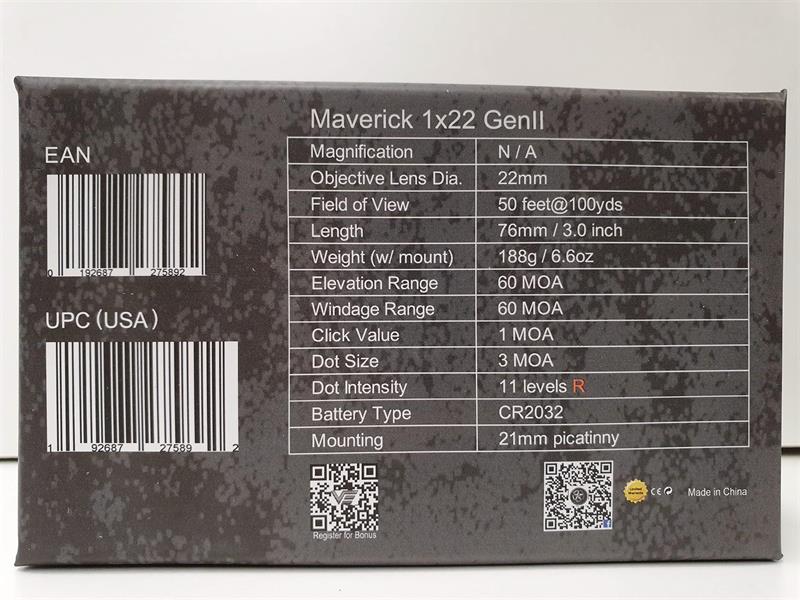 Maverick 1x22 GenII
EAN
0 192687 275892
UPC (USA)
1 92687 27589 2
Magnification N / A
Objective Lens Dia. 22mm
Field of View 50 feet@100yds
Length 76mm / 3.0 inch
Weight (w/ mount) 188g / 6.6oz
Elevation Range 60 MOA
Windage Range 60 MOA
Click Value 1 MOA
Dot Size 3 MOA
Dot Intensity 11 levels R
Battery Type CR2032
Mounting 21mm picatinny
Register for Bonus
Limited Warranty
CE
Made in China